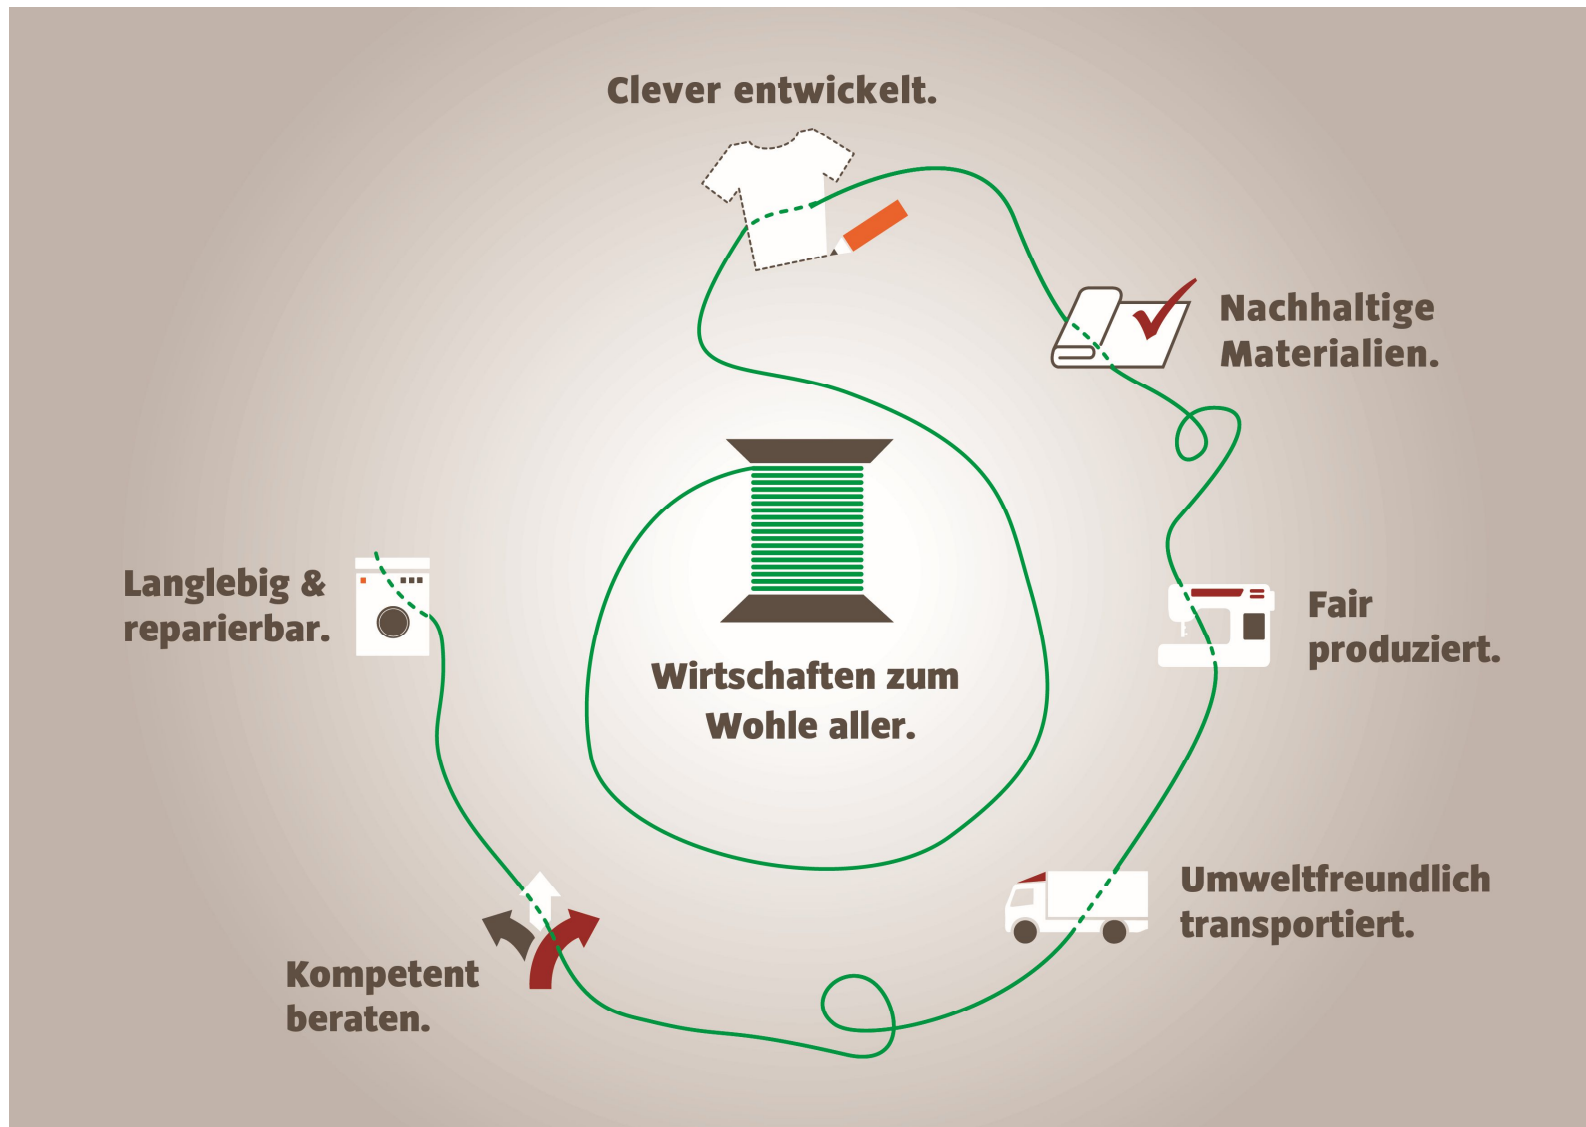 Clever entwickelt.
Nachhaltige
Materialien.
Fair
produziert.
Umweltfreundlich
transportiert.
Kompetent
beraten.
Langlebig &
reparierbar.
Wirtschaften zum
Wohle aller.